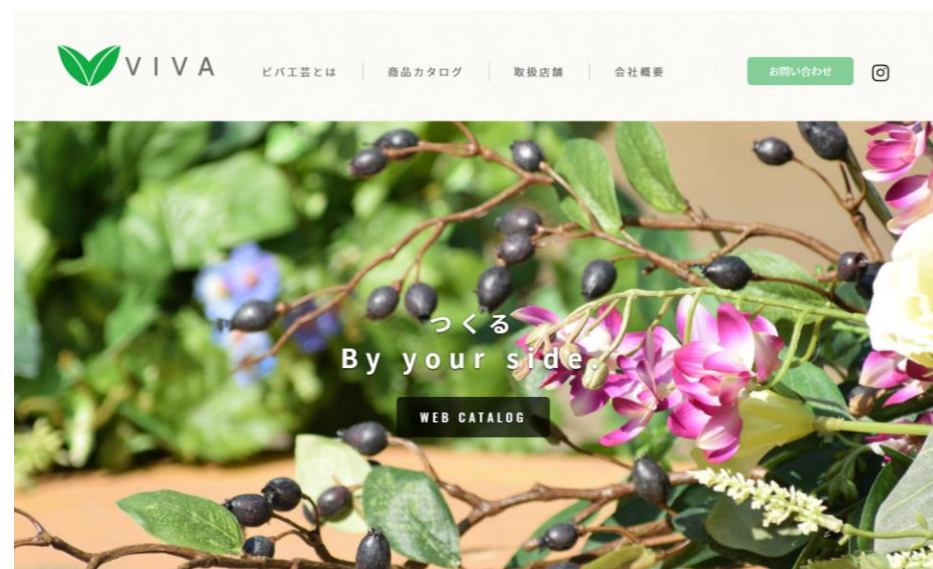 VIVA
ビバ工芸とは
商品カタログ
取扱店舗
会社概要
お問い合わせ
つくる
By your side.
WEB CATALOG